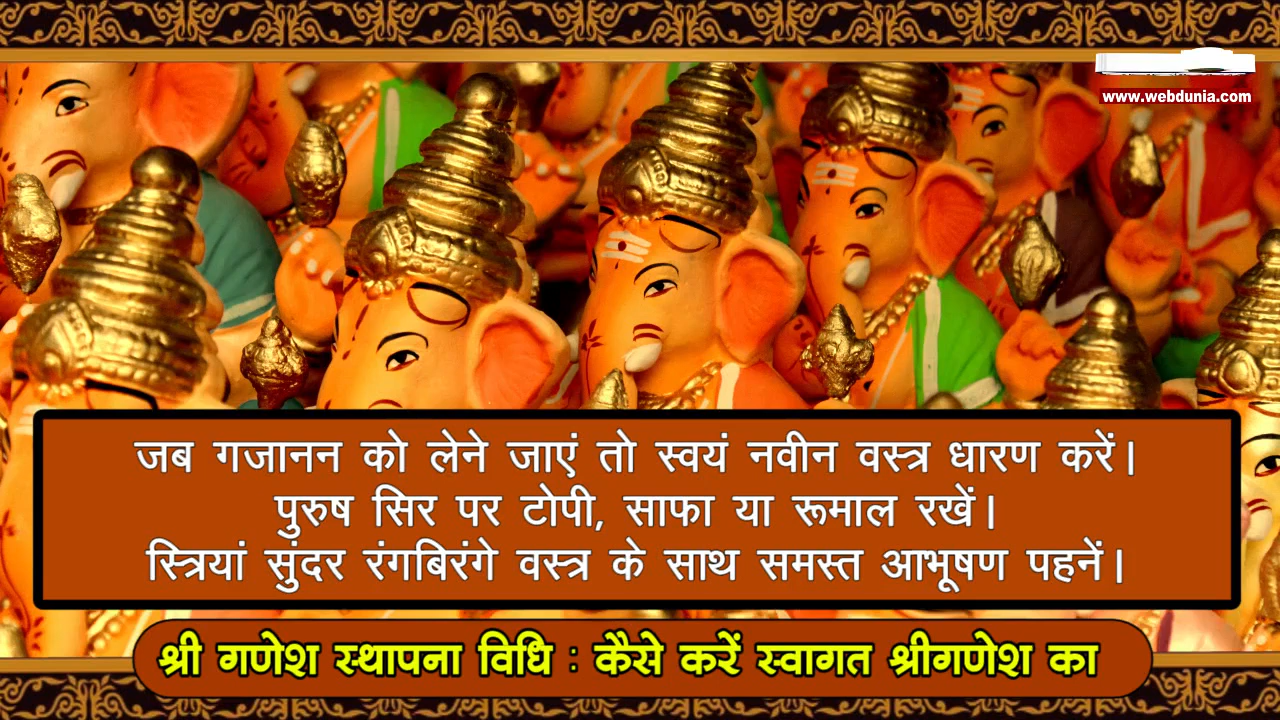 www.webdunia.com
जब गजानन को लेने जाएं तो स्वयं नवीन वस्त्र धारण करें।
पुरुष सिर पर टोपी, साफा या रूमाल रखें।
स्त्रियां सुंदर रंगबिरंगे वस्त्र के साथ समस्त आभूषण पहनें।
श्री गणेश स्थापना विधि : कैसे करें स्वागत श्रीगणेश का